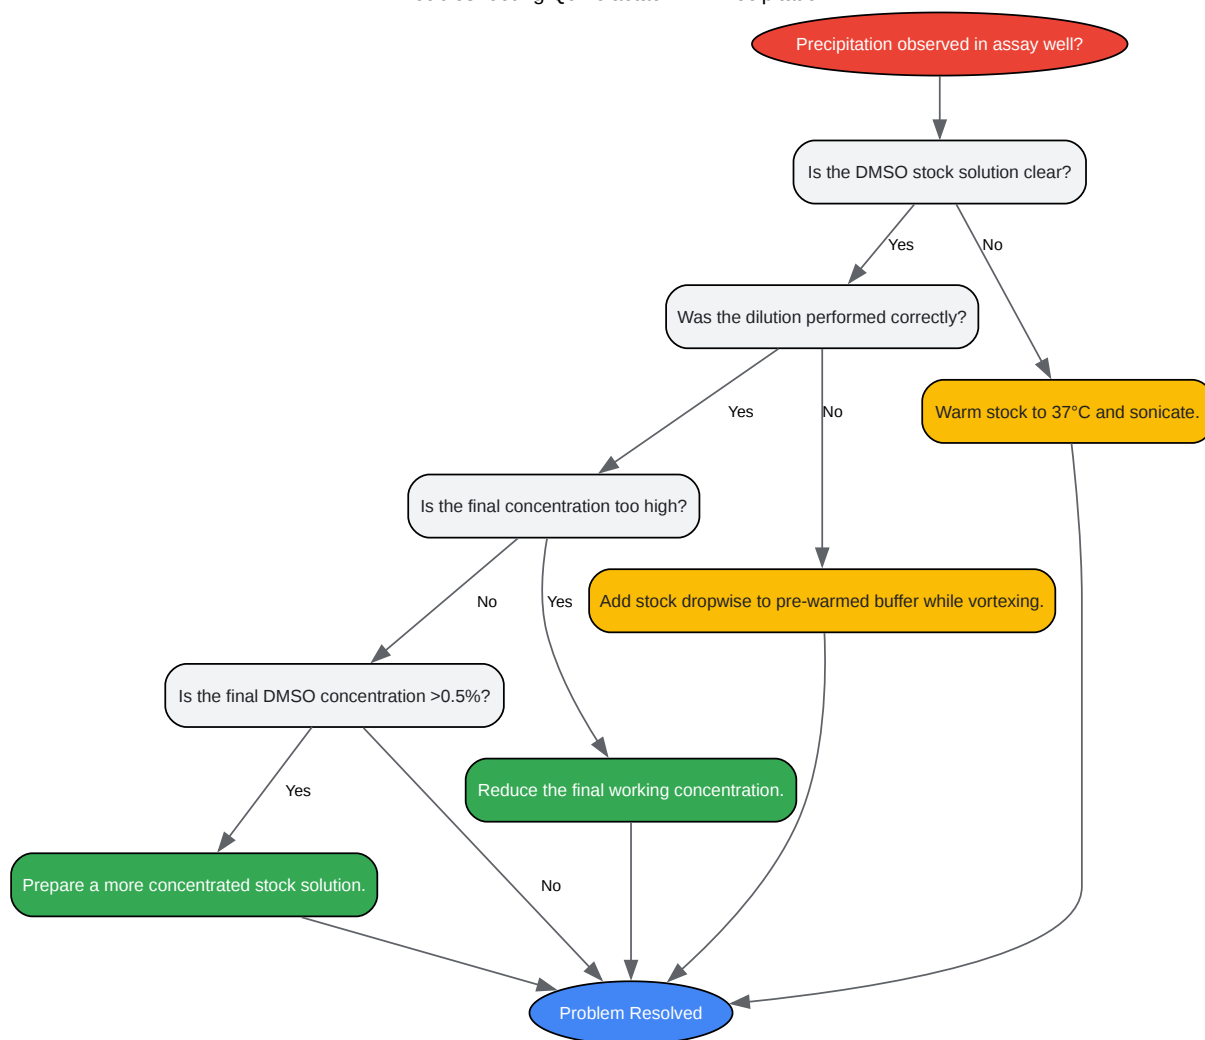 Precipitation observed in assay well?
Is the DMSO stock solution clear?
Yes
No
Was the dilution performed correctly?
Yes
No
Warm stock to 37°C and sonicate.
Is the final concentration too high?
No
Yes
Add stock dropwise to pre-warmed buffer while vortexing.
Is the final DMSO concentration >0.5%?
Yes
Reduce the final working concentration.
No
Prepare a more concentrated stock solution.
Problem Resolved